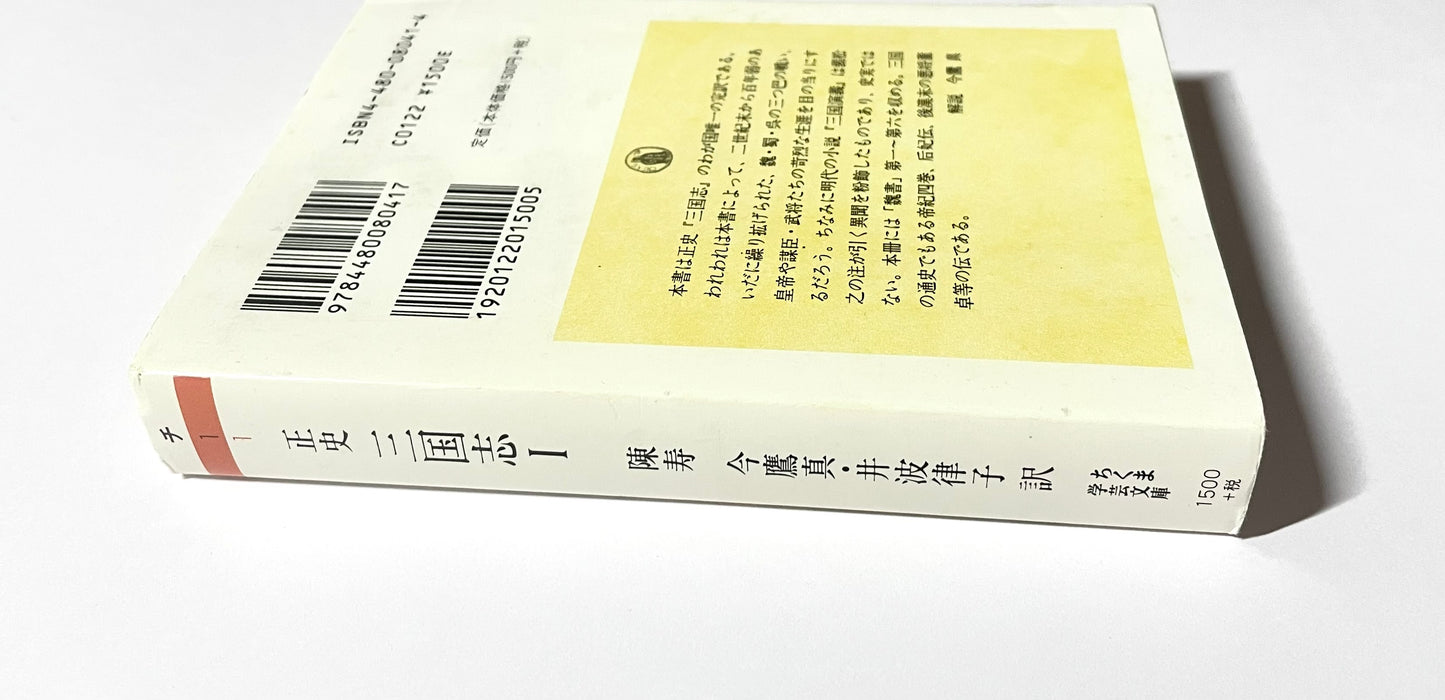 ISBN4-480-08041-4
C0122 ¥1500E
定価(本体価格1500円+税)
9784480080417
1920122015005
本書は正史『三国志』のわが国唯一の完訳である。
われわれは本書によって、二世紀末から百年弱のあ
いだに繰り拡げられた、魏・蜀・呉の三つ巴の戦い、
皇帝や謀臣・武将たちの苛烈な生涯を目の当りにす
るだろう。ちなみに明代の小説『三国演義』は裴松
之の注が引く異聞を粉飾したものであり、史実では
ない。本冊には「魏書」第一〜第六を収める。三国
の通史でもある帝紀四巻、后妃伝、後漢末の悪将董
卓等の伝である。
解説 今鷹真
チ
1
1
正史 三国志 I
陳寿 今鷹真・井波律子 訳
ちくま
学芸文庫
1500
+税